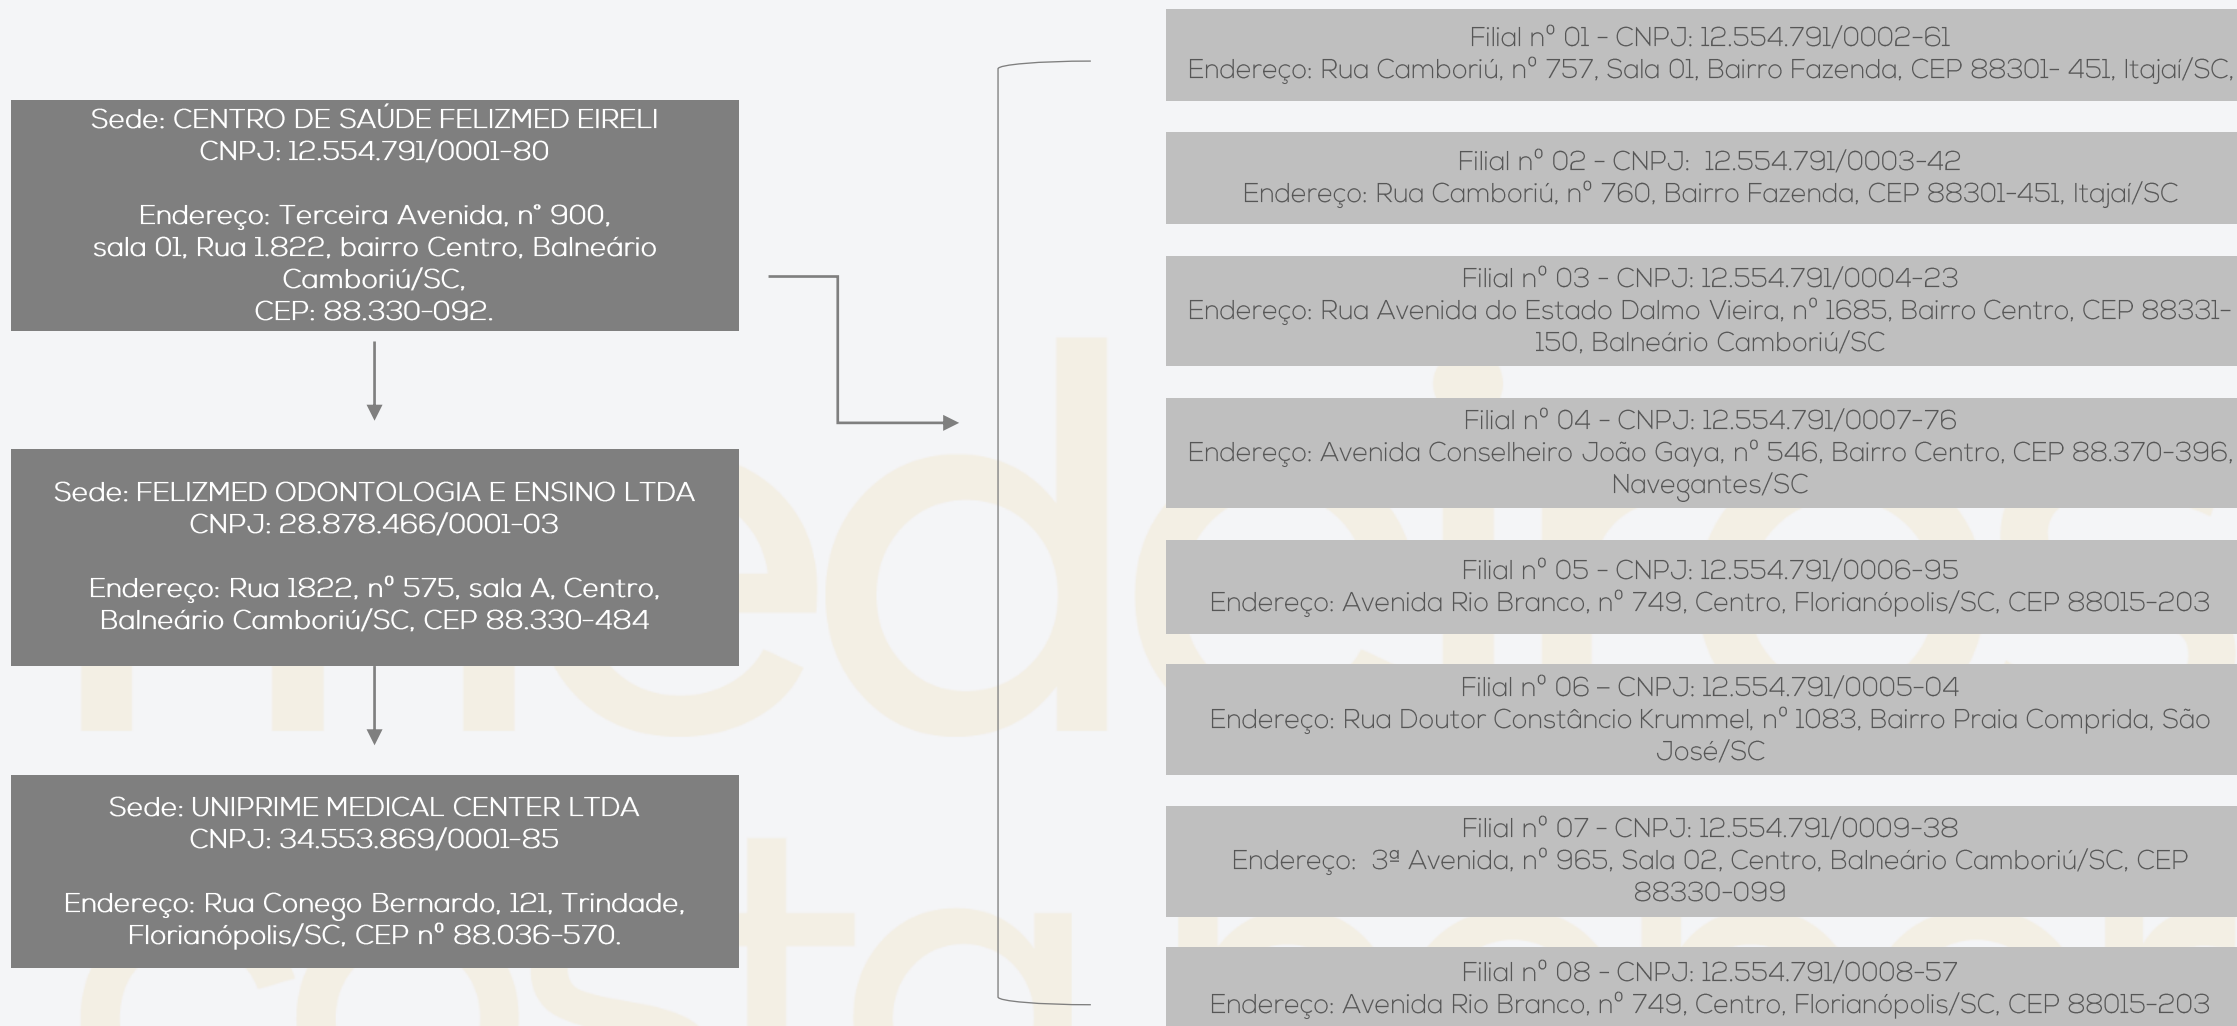 Sede: CENTRO DE SAÚDE FELIZMED EIRELI
CNPJ: 12.554.791/0001-80
Endereço: Terceira Avenida, n° 900,
sala 01, Rua 1.822, bairro Centro, Balneário
Camboriú/SC,
CEP: 88.330-092.
Sede: FELIZMED ODONTOLOGIA E ENSINO LTDA
CNPJ: 28.878.466/0001-03
Endereço: Rua 1822, nº 575, sala A, Centro,
Balneário Camboriú/SC, CEP 88.330-484
Sede: UNIPRIME MEDICAL CENTER LTDA
CNPJ: 34.553.869/0001-85
Endereço: Rua Conego Bernardo, 121, Trindade,
Florianópolis/SC, CEP nº 88.036-570.
Filial nº 01 - CNPJ: 12.554.791/0002-61
Endereço: Rua Camboriú, nº 757, Sala 01, Bairro Fazenda, CEP 88301- 451, Itajaí/SC,
Filial nº 02 - CNPJ: 12.554.791/0003-42
Endereço: Rua Camboriú, nº 760, Bairro Fazenda, CEP 88301-451, Itajaí/SC
Filial nº 03 - CNPJ: 12.554.791/0004-23
Endereço: Rua Avenida do Estado Dalmo Vieira, nº 1685, Bairro Centro, CEP 88331-
150, Balneário Camboriú/SC
Filial nº 04 - CNPJ: 12.554.791/0007-76
Endereço: Avenida Conselheiro João Gaya, nº 546, Bairro Centro, CEP 88.370-396,
Navegantes/SC
Filial nº 05 - CNPJ: 12.554.791/0006-95
Endereço: Avenida Rio Branco, nº 749, Centro, Florianópolis/SC, CEP 88015-203
Filial nº 06 – CNPJ: 12.554.791/0005-04
Endereço: Rua Doutor Constâncio Krummel, nº 1083, Bairro Praia Comprida, São
José/SC
Filial nº 07 - CNPJ: 12.554.791/0009-38
Endereço: 3ª Avenida, nº 965, Sala 02, Centro, Balneário Camboriú/SC, CEP
88330-099
Filial nº 08 - CNPJ: 12.554.791/0008-57
Endereço: Avenida Rio Branco, nº 749, Centro, Florianópolis/SC, CEP 88015-203
medeiros
costa